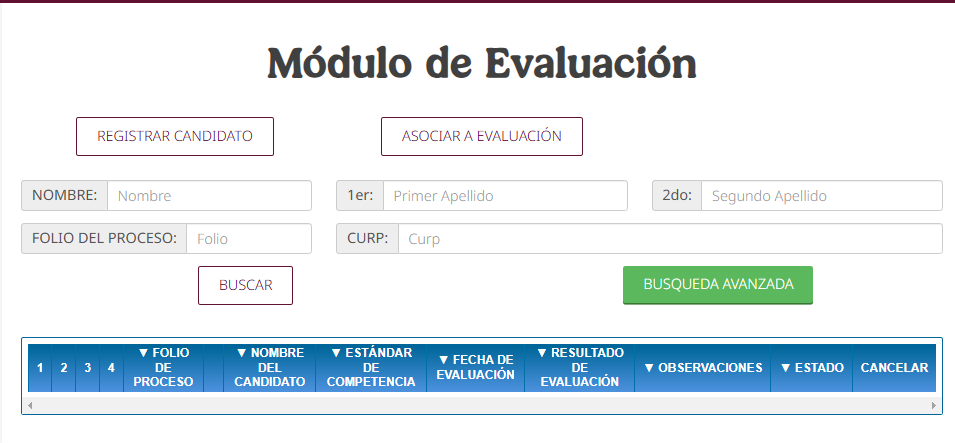 Módulo de Evaluación
REGISTRAR CANDIDATO
ASOCIAR A EVALUACIÓN
NOMBRE: Nombre 1er: Primer Apellido 2do: Segundo Apellido
FOLIO DEL PROCESO: Folio CURP: Curp
BUSCAR
BUSQUEDA AVANZADA
1
2
3
4
▼ FOLIO
DE
PROCESO
▼ NOMBRE
DEL
CANDIDATO
▼ ESTÁNDAR
DE
COMPETENCIA
▼ FECHA DE
EVALUACIÓN
▼ RESULTADO
DE
EVALUACIÓN
▼ OBSERVACIONES
▼ ESTADO
CANCELAR